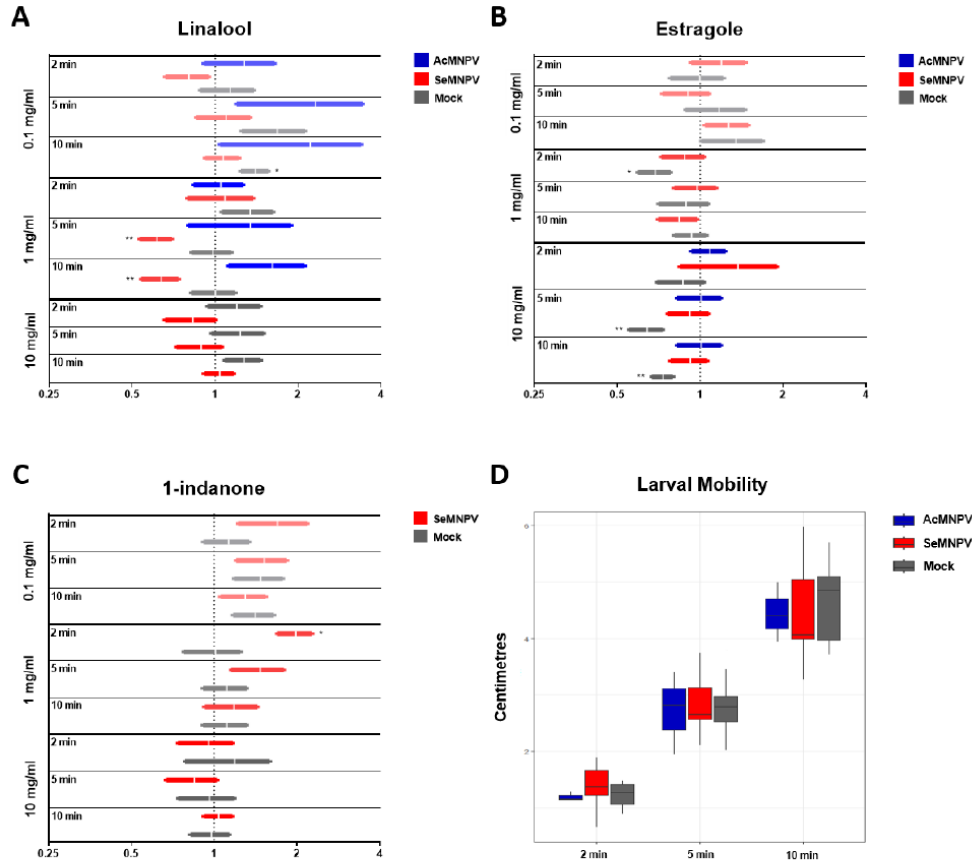 A
Linalool
AcMNPV
SeMNPV
Mock
0.1 mg/ml
2 min
5 min
10 min
*
1 mg/ml
2 min
5 min
**
10 min
**
10 mg/ml
2 min
5 min
10 min
0.25 0.5 1 2 4
B
Estragole
AcMNPV
SeMNPV
Mock
0.1 mg/ml
2 min
5 min
10 min
1 mg/ml
2 min
*
5 min
10 min
10 mg/ml
2 min
5 min
**
10 min
**
0.25 0.5 1 2 4
C
1-indanone
SeMNPV
Mock
0.1 mg/ml
2 min
5 min
10 min
1 mg/ml
2 min
*
5 min
10 min
10 mg/ml
2 min
5 min
10 min
0.25 0.5 1 2 4
D
Larval Mobility
AcMNPV
SeMNPV
Mock
Centimetres
6
4
2
2 min 5 min 10 min